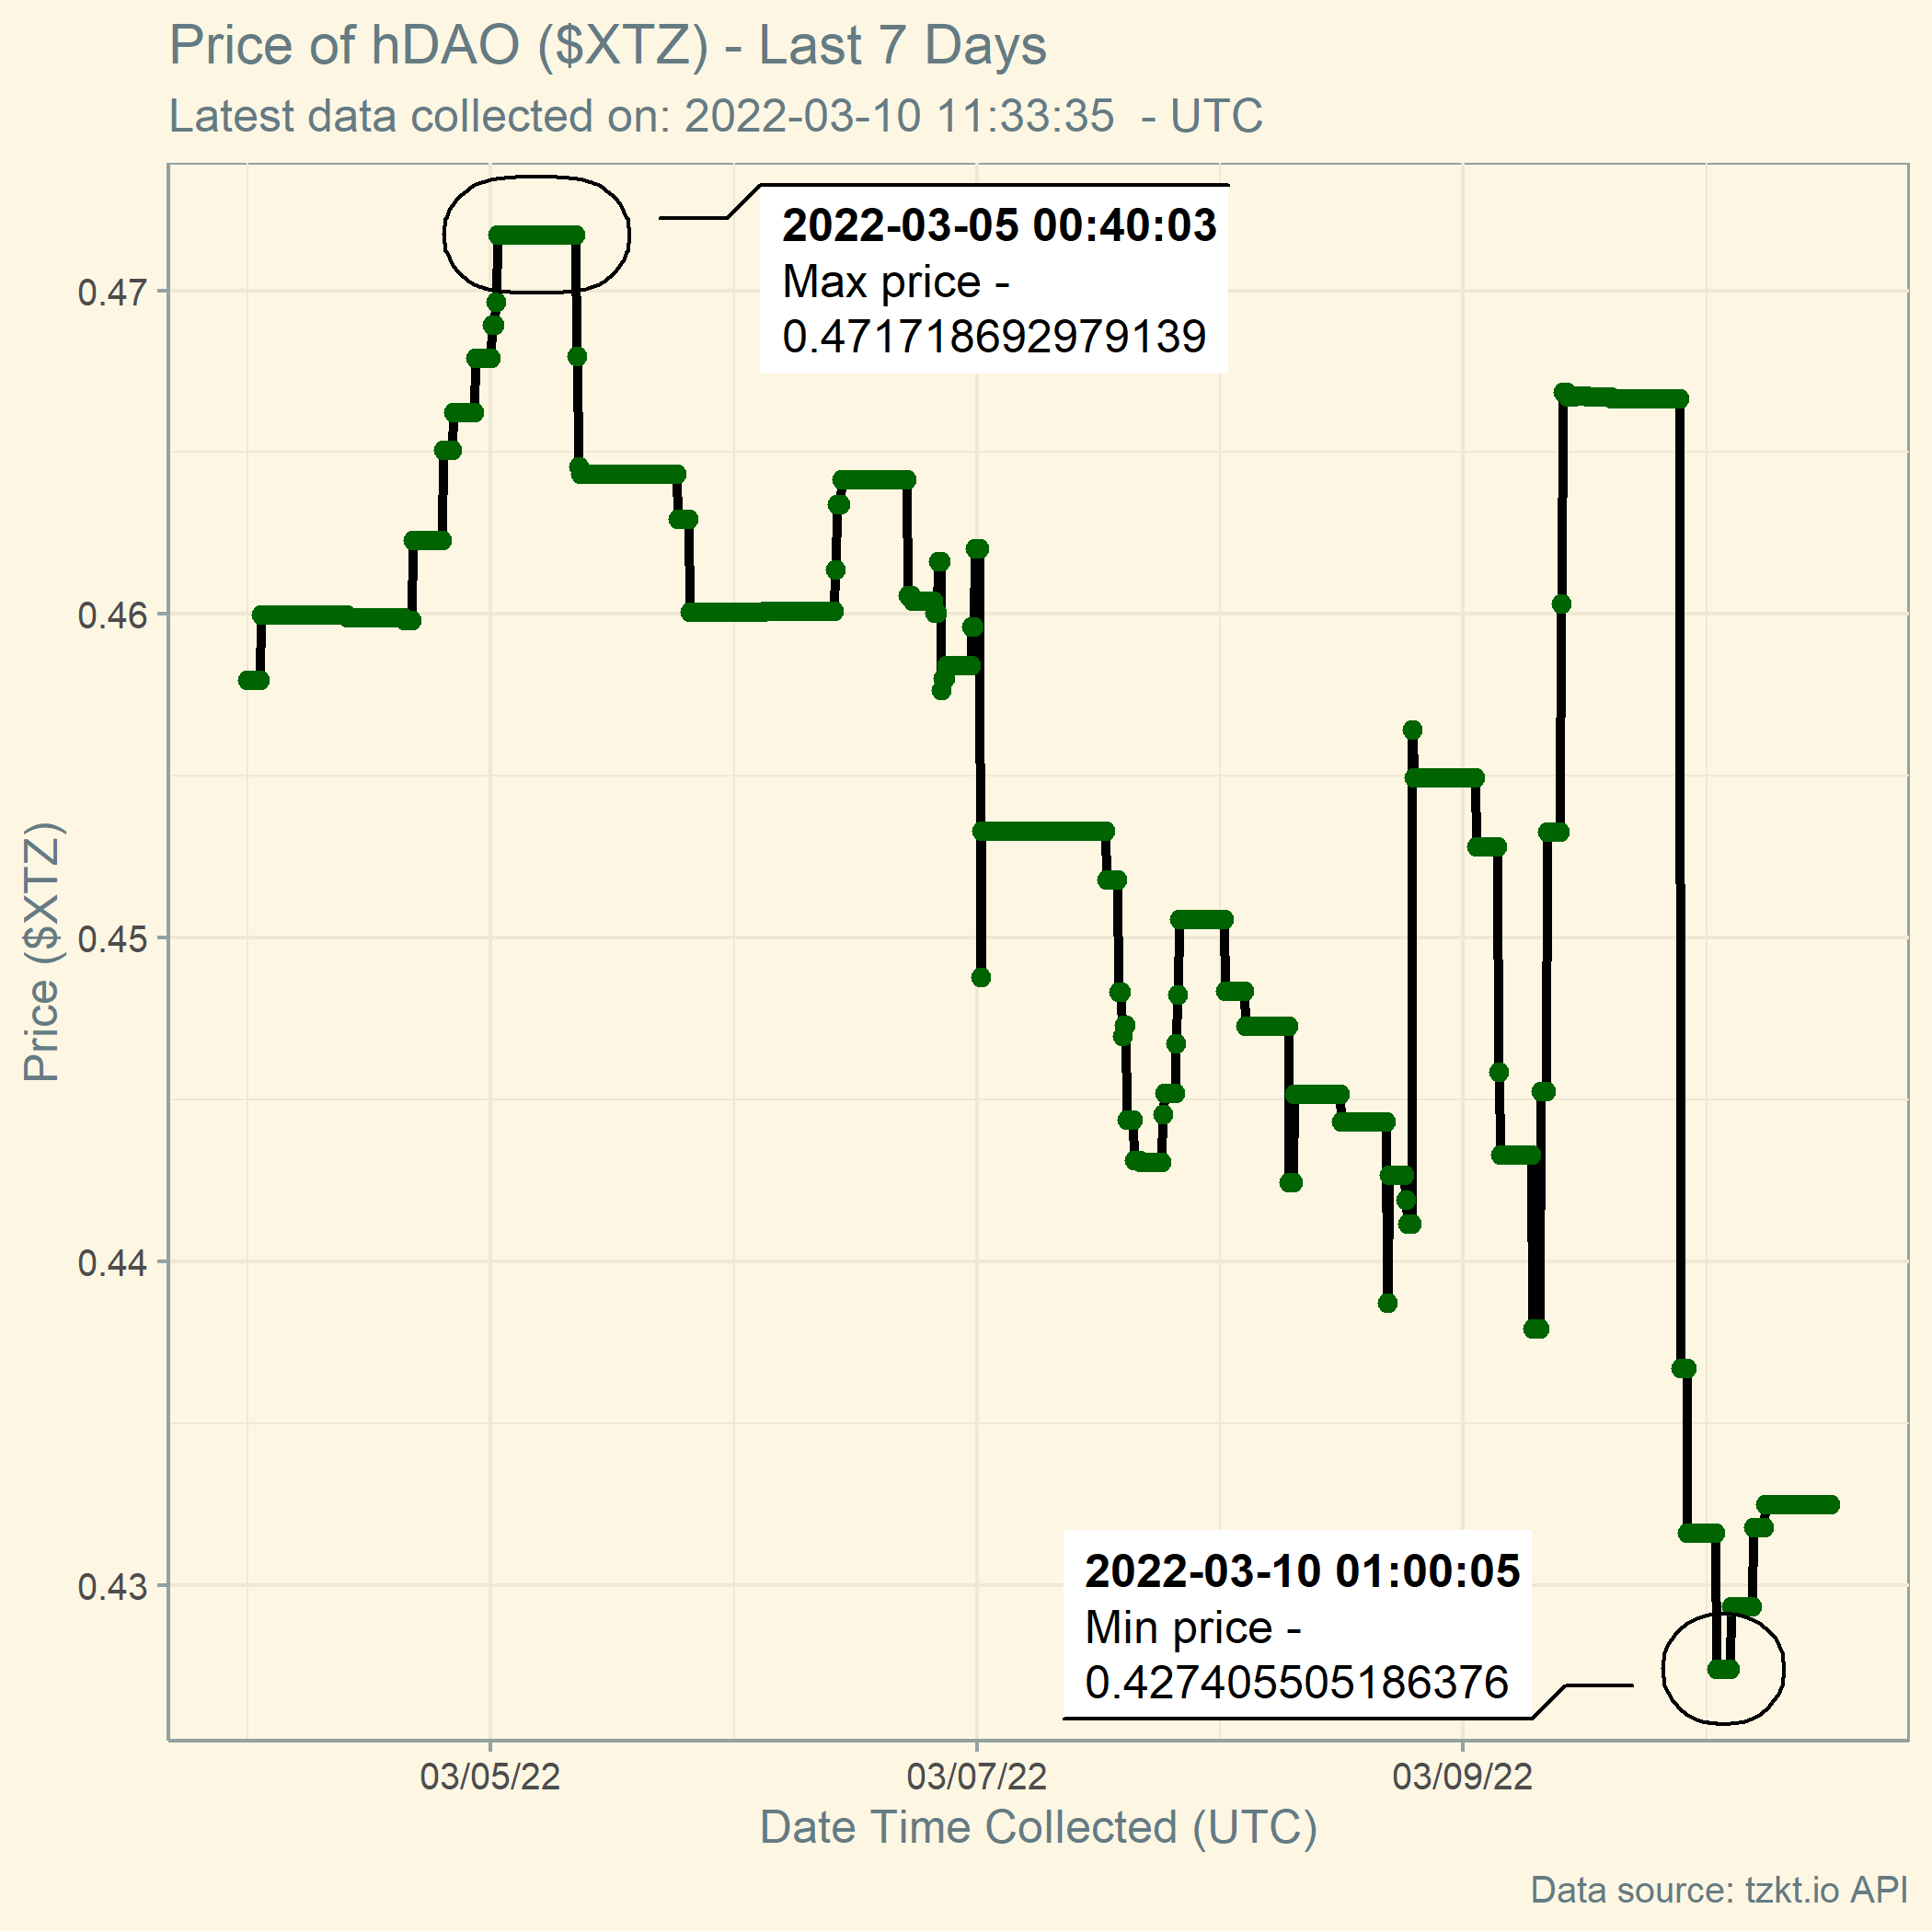 Price of hDAO ($XTZ) - Last 7 Days
Latest data collected on: 2022-03-10 11:33:35  - UTC
2022-03-05 00:40:03
Max price -
0.471718692979139
0.47
0.46
0.45
0.44
0.43
Price ($XTZ)
2022-03-10 01:00:05
Min price -
0.427405505186376
03/05/22
03/07/22
03/09/22
Date Time Collected (UTC)
Data source: tzkt.io API